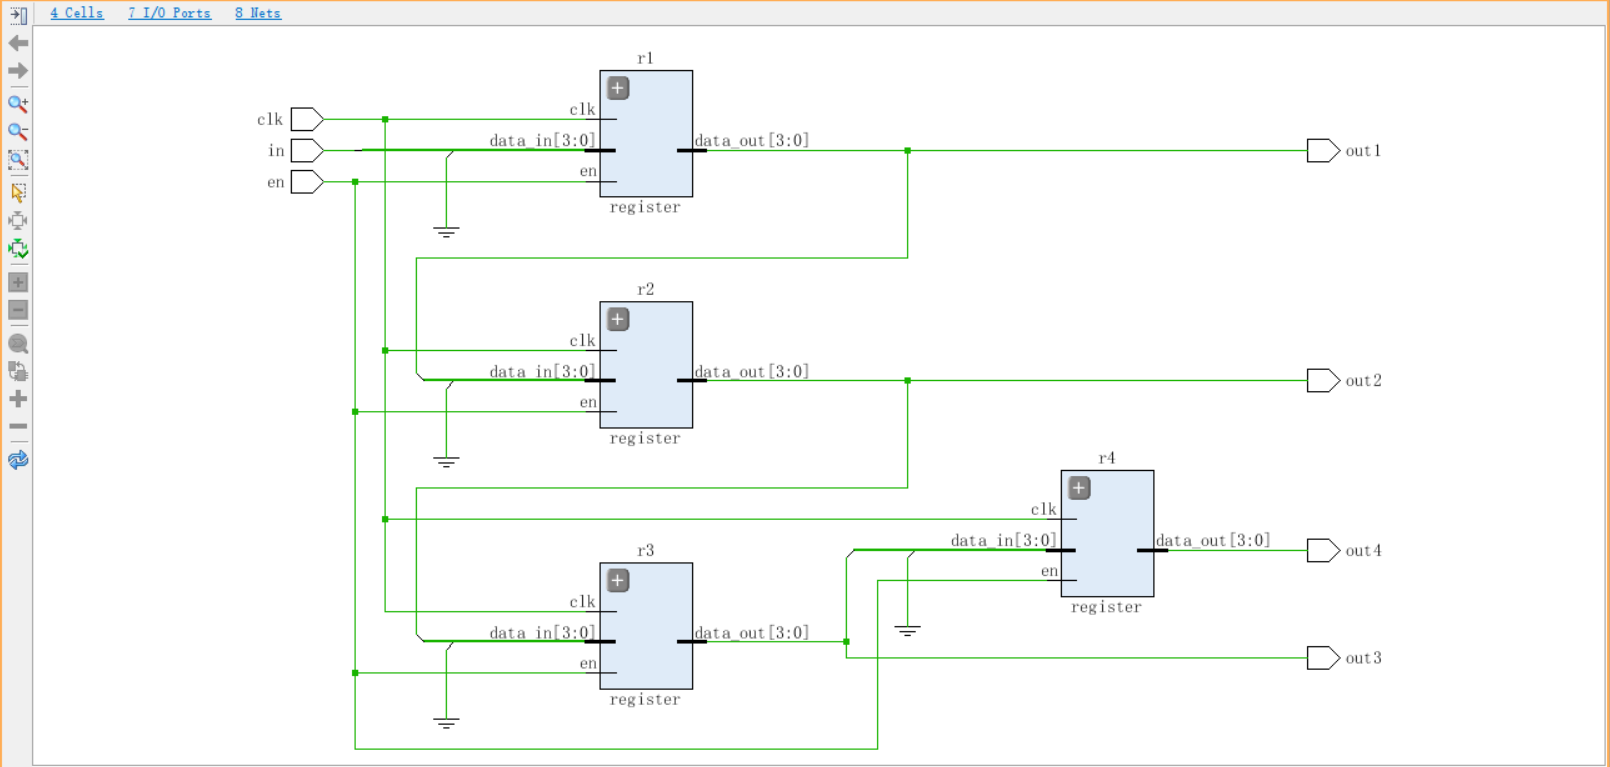 4 Cells 7 I/O Ports 8 Nets
r1
clk clk
in data_in[3:0] data_out[3:0] out1
en en
register
r2
clk
data_in[3:0] data_out[3:0] out2
en
register
r4
clk
data_in[3:0] data_out[3:0] out4
en
register
r3
clk
data_in[3:0] data_out[3:0] out3
en
register